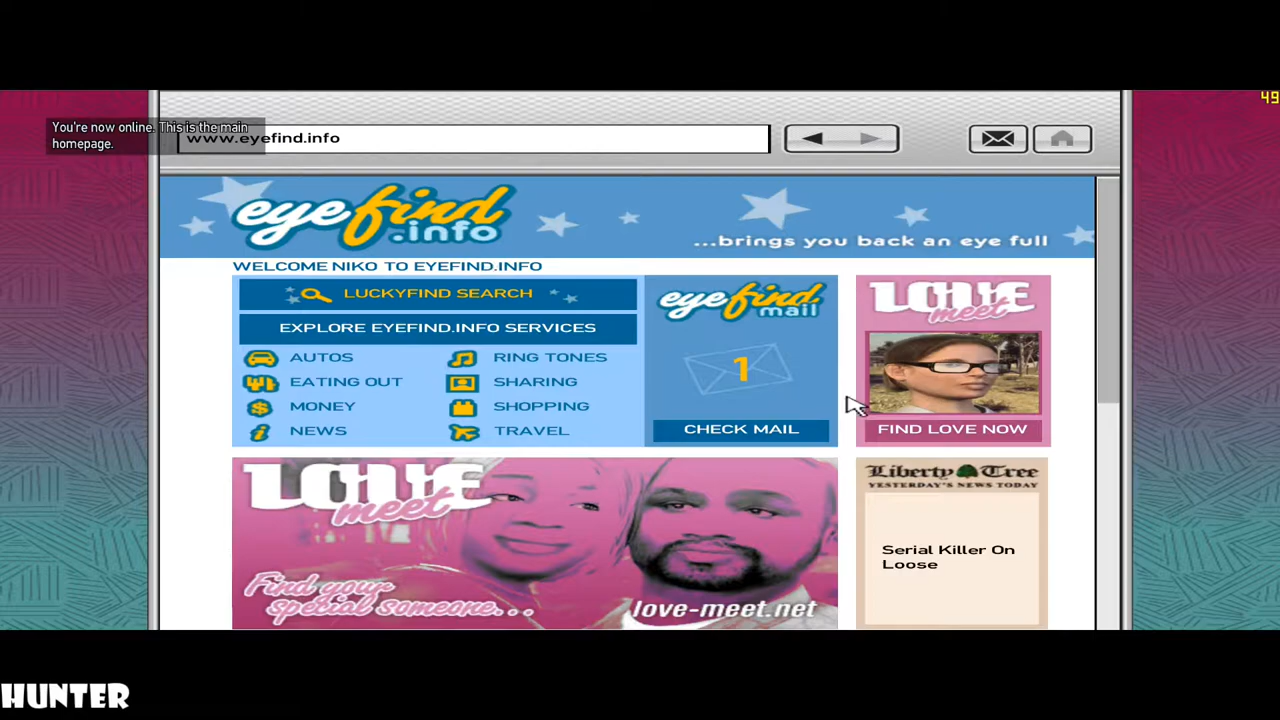 49
You're now online. This is the main
homepage.
www.eyefind.info
eyefind
.info
...brings you back an eye full
WELCOME NIKO TO EYEFIND.INFO
LUCKYFIND SEARCH
EXPLORE EYEFIND.INFO SERVICES
AUTOS
RING TONES
EATING OUT
SHARING
MONEY
SHOPPING
NEWS
TRAVEL
eyefind
mail
1
CHECK MAIL
LOVE
meet
FIND LOVE NOW
LOVE
meet
Find your
special someone...
love-meet.net
Liberty Tree
YESTERDAY'S NEWS TODAY
Serial Killer On
Loose
HUNTER